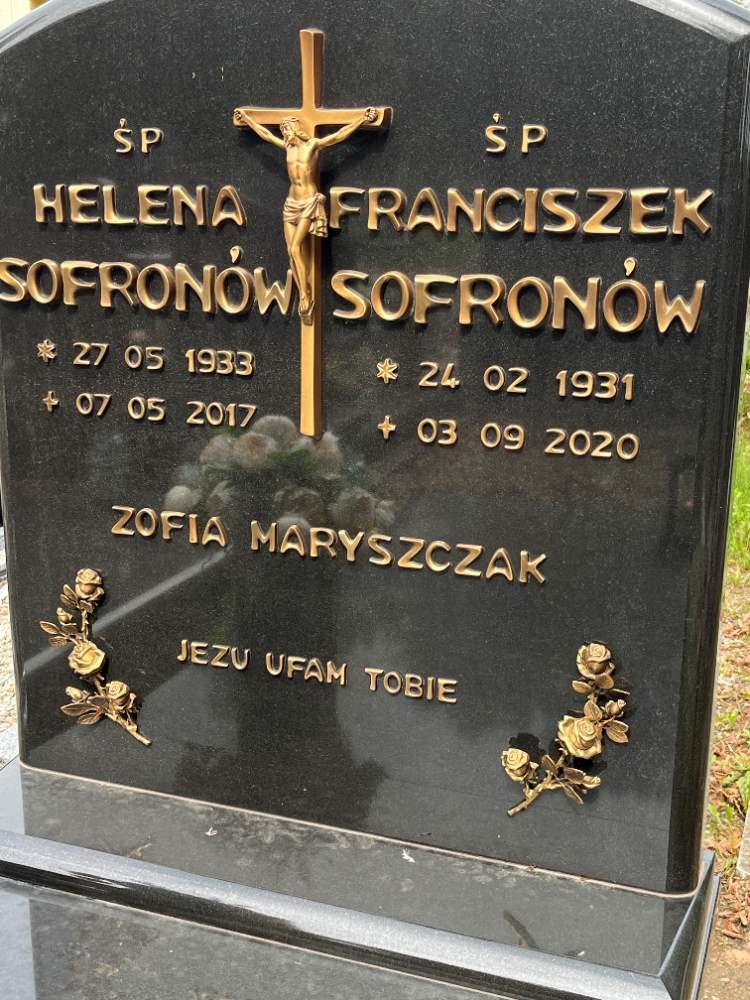 ŚP
HELENA
SOFRONÓW
* 27 05 1933
+ 07 05 2017
ŚP
FRANCISZEK
SOFRONÓW
* 24 02 1931
+ 03 09 2020
ZOFIA MARYSZCZAK
JEZU UFAM TOBIE